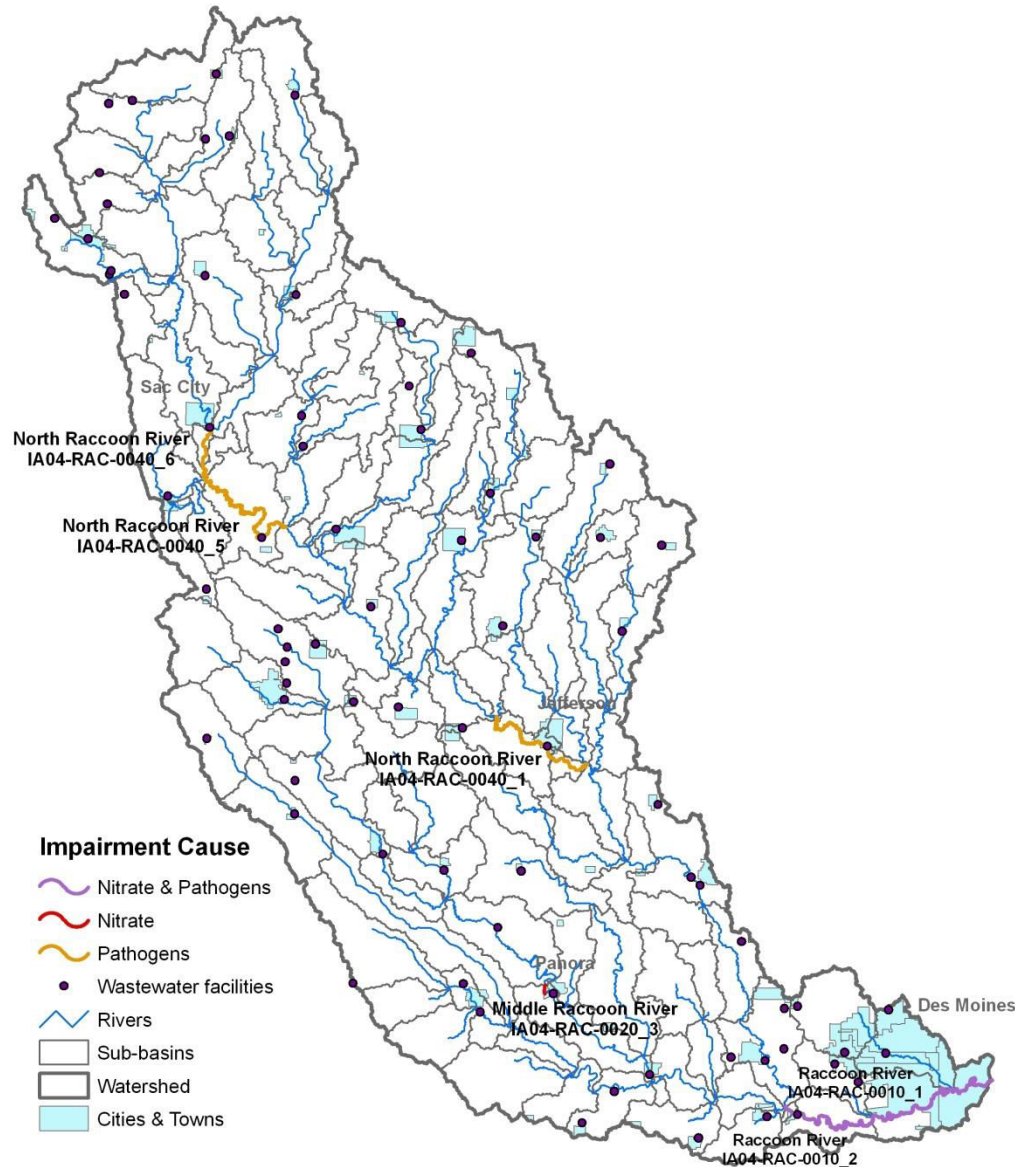 Sac City
North Raccoon River
IA04-RAC-0040_6
North Raccoon River
IA04-RAC-0040_5
Jefferson
North Raccoon River
IA04-RAC-0040_1
Impairment Cause
Nitrate & Pathogens
Nitrate
Pathogens
Wastewater facilities
Rivers
Sub-basins
Watershed
Cities & Towns
Panora
Middle Raccoon River
IA04-RAC-0020_3
Des Moines
Raccoon River
IA04-RAC-0010_1
Raccoon River
IA04-RAC-0010_2